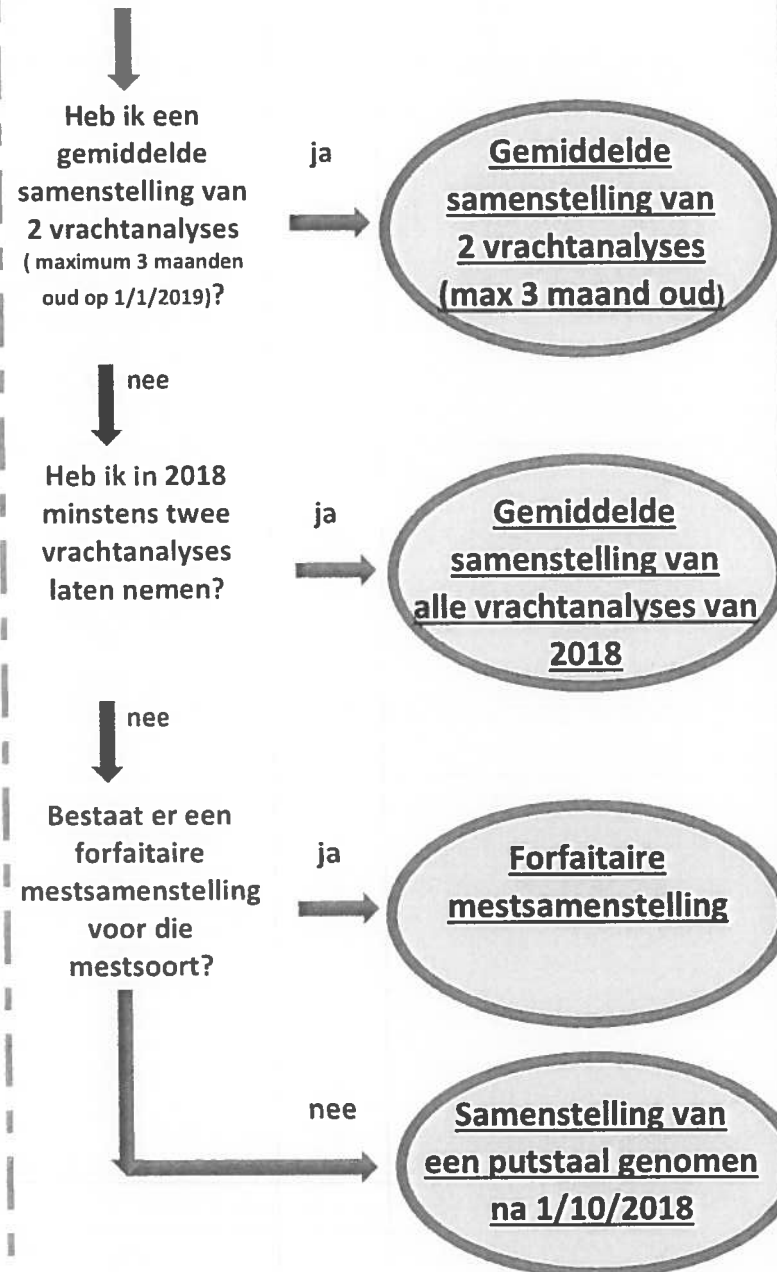 Heb ik een
gemiddelde
samenstelling van
2 vrachtanalyses
( maximum 3 maanden
oud op 1/1/2019)?
ja
Gemiddelde
samenstelling van
2 vrachtanalyses
(max 3 maand oud)
nee
Heb ik in 2018
minstens twee
vrachtanalyses
laten nemen?
ja
Gemiddelde
samenstelling van
alle vrachtanalyses van
2018
nee
Bestaat er een
forfaitaire
mestsamenstelling
voor die
mestsoort?
ja
Forfaitaire
mestsamenstelling
nee
Samenstelling van
een putstaal genomen
na 1/10/2018